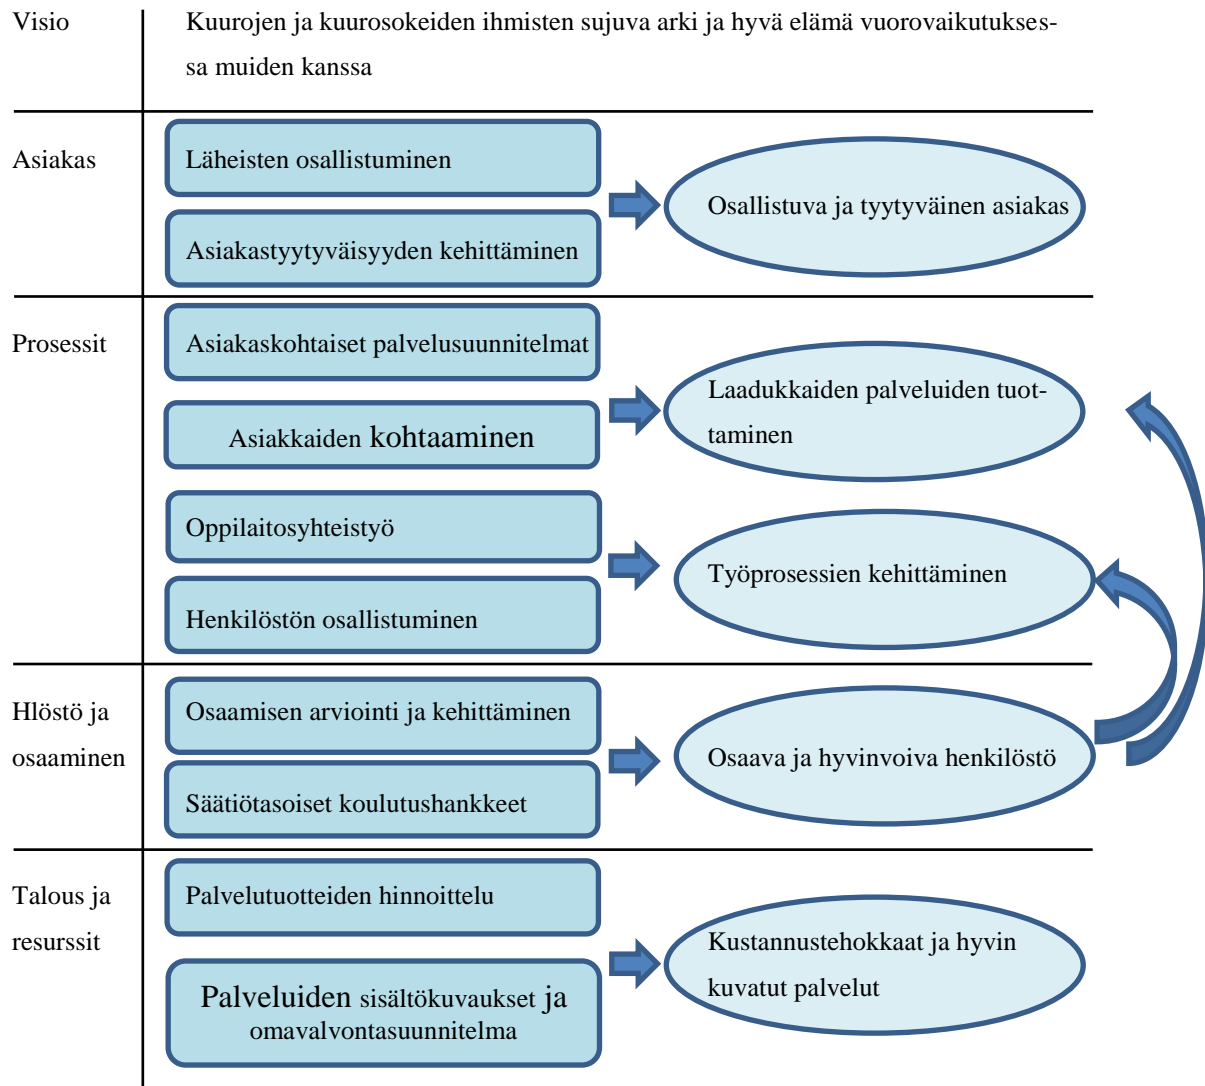 Visio
Kuurojen ja kuurosokeiden ihmisten sujuva arki ja hyvä elämä vuorovaikutukses-
sa muiden kanssa
Asiakas
Läheisten osallistuminen
Asiakastyytyväisyyden kehittäminen
Osallistuva ja tyytyväinen asiakas
Prosessit
Asiakaskohtaiset palvelusuunnitelmat
Asiakkaiden kohtaaminen
Laadukkaiden palveluiden tuot-
taminen
Oppilaitosyhteistyö
Henkilöstön osallistuminen
Työprosessien kehittäminen
Hlöstö ja
osaaminen
Osaamisen arviointi ja kehittäminen
Säätiötasoiset koulutushankkeet
Osaava ja hyvinvoiva henkilöstö
Talous ja
resurssit
Palvelutuotteiden hinnoittelu
Palveluiden sisältökuvaukset ja
omavalvontasuunnitelma
Kustannustehokkaat ja hyvin
kuvatut palvelut